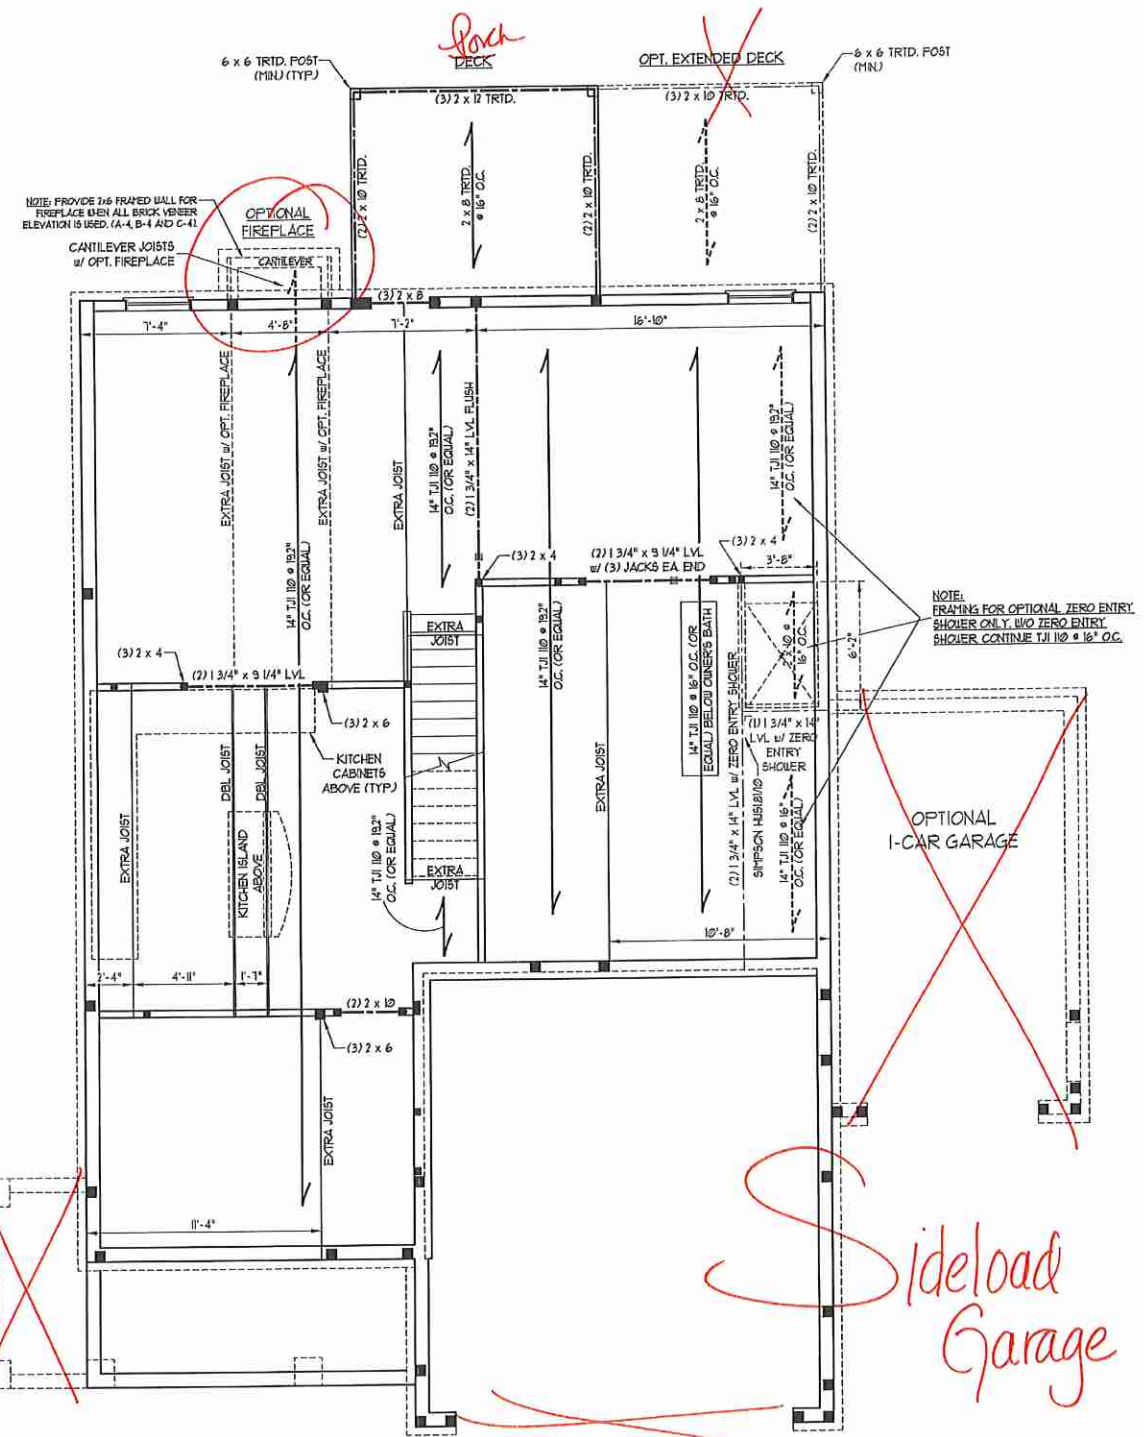 Porch
DECK
OPT. EXTENDED DECK
6 x 6 TRTD. POST
(MIN.) (TYP.)
6 x 6 TRTD. POST
(MIN.)
(3) 2 x 12 TRTD.
(3) 2 x 10 TRTD.
(2) 2 x 10 TRTD.
2 x 8 TRTD.
@ 16" O.C.
(2) 2 x 10 TRTD.
2 x 8 TRTD.
@ 16" O.C.
(2) 2 x 10 TRTD.
NOTE: PROVIDE 2x6 FRAMED WALL FOR
FIREPLACE WHEN ALL BRICK VENEER
ELEVATION IS USED. (A-4, B-4 AND C-4).
OPTIONAL
FIREPLACE
CANTILEVER JOISTS
w/ OPT. FIREPLACE
CANTILEVER
(3) 2 x 8
7'-4"
4'-8"
7'-2"
16'-10"
EXTRA JOIST w/ OPT. FIREPLACE
EXTRA JOIST w/ OPT. FIREPLACE
14" TJI 110 @ 19.2"
O.C. (OR EQUAL)
EXTRA JOIST
14" TJI 110 @ 19.2"
O.C. (OR EQUAL)
(2) 1 3/4" x 14" LVL FLUSH
14" TJI 110 @ 19.2"
O.C. (OR EQUAL)
14" TJI 110 @ 19.2"
O.C. (OR EQUAL)
(3) 2 x 4
(2) 1 3/4" x 9 1/4" LVL
w/ (3) JACKS EA. END
(3) 2 x 4
3'-8"
NOTE:
FRAMING FOR OPTIONAL ZERO ENTRY
SHOWER ONLY. W/O ZERO ENTRY
SHOWER CONTINUE TJI 110 @ 16" O.C.
2 x 10 @
16" O.C.
6'-2"
EXTRA
JOIST
(3) 2 x 4
(2) 1 3/4" x 9 1/4" LVL
(3) 2 x 6
KITCHEN
CABINETS
ABOVE (TYP.)
EXTRA JOIST
DBL JOIST
DBL JOIST
KITCHEN ISLAND
ABOVE
14" TJI 110 @ 19.2"
O.C. (OR EQUAL)
EXTRA
JOIST
EXTRA JOIST
14" TJI 110 @ 16" O.C. (OR
EQUAL) BELOW OWNER'S BATH
(2) 1 3/4" x 14" LVL w/ ZERO ENTRY SHOWER
SIMPSON HUS1.81/10
(1) 1 3/4" x 14"
LVL w/ ZERO
ENTRY
SHOWER
14" TJI 110 @ 16"
O.C. (OR EQUAL)
OPTIONAL
1-CAR GARAGE
10'-8"
2'-4"
4'-11"
1'-7"
(2) 2 x 10
(3) 2 x 6
EXTRA JOIST
11'-4"
Sideload
Garage